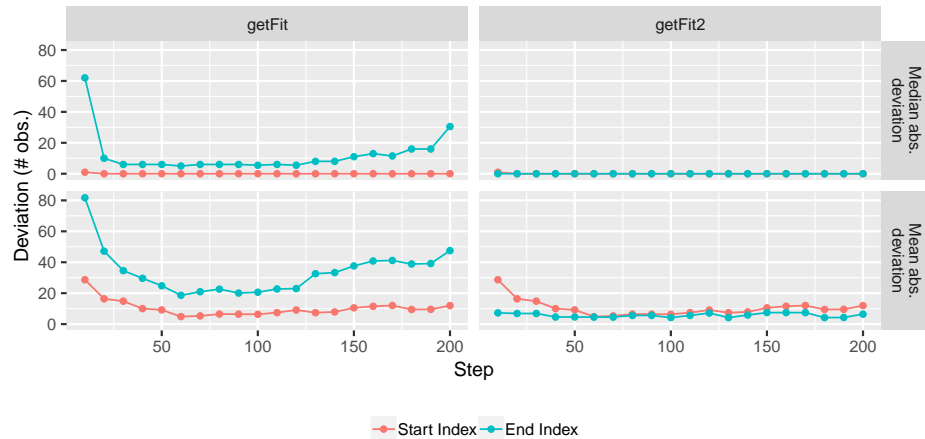 getFit
getFit2
80
60
40
20
0
80
60
40
20
0
Deviation (# obs.)
Median abs.
deviation
Mean abs.
deviation
50
100
150
200
50
100
150
200
Step
Start Index
End Index